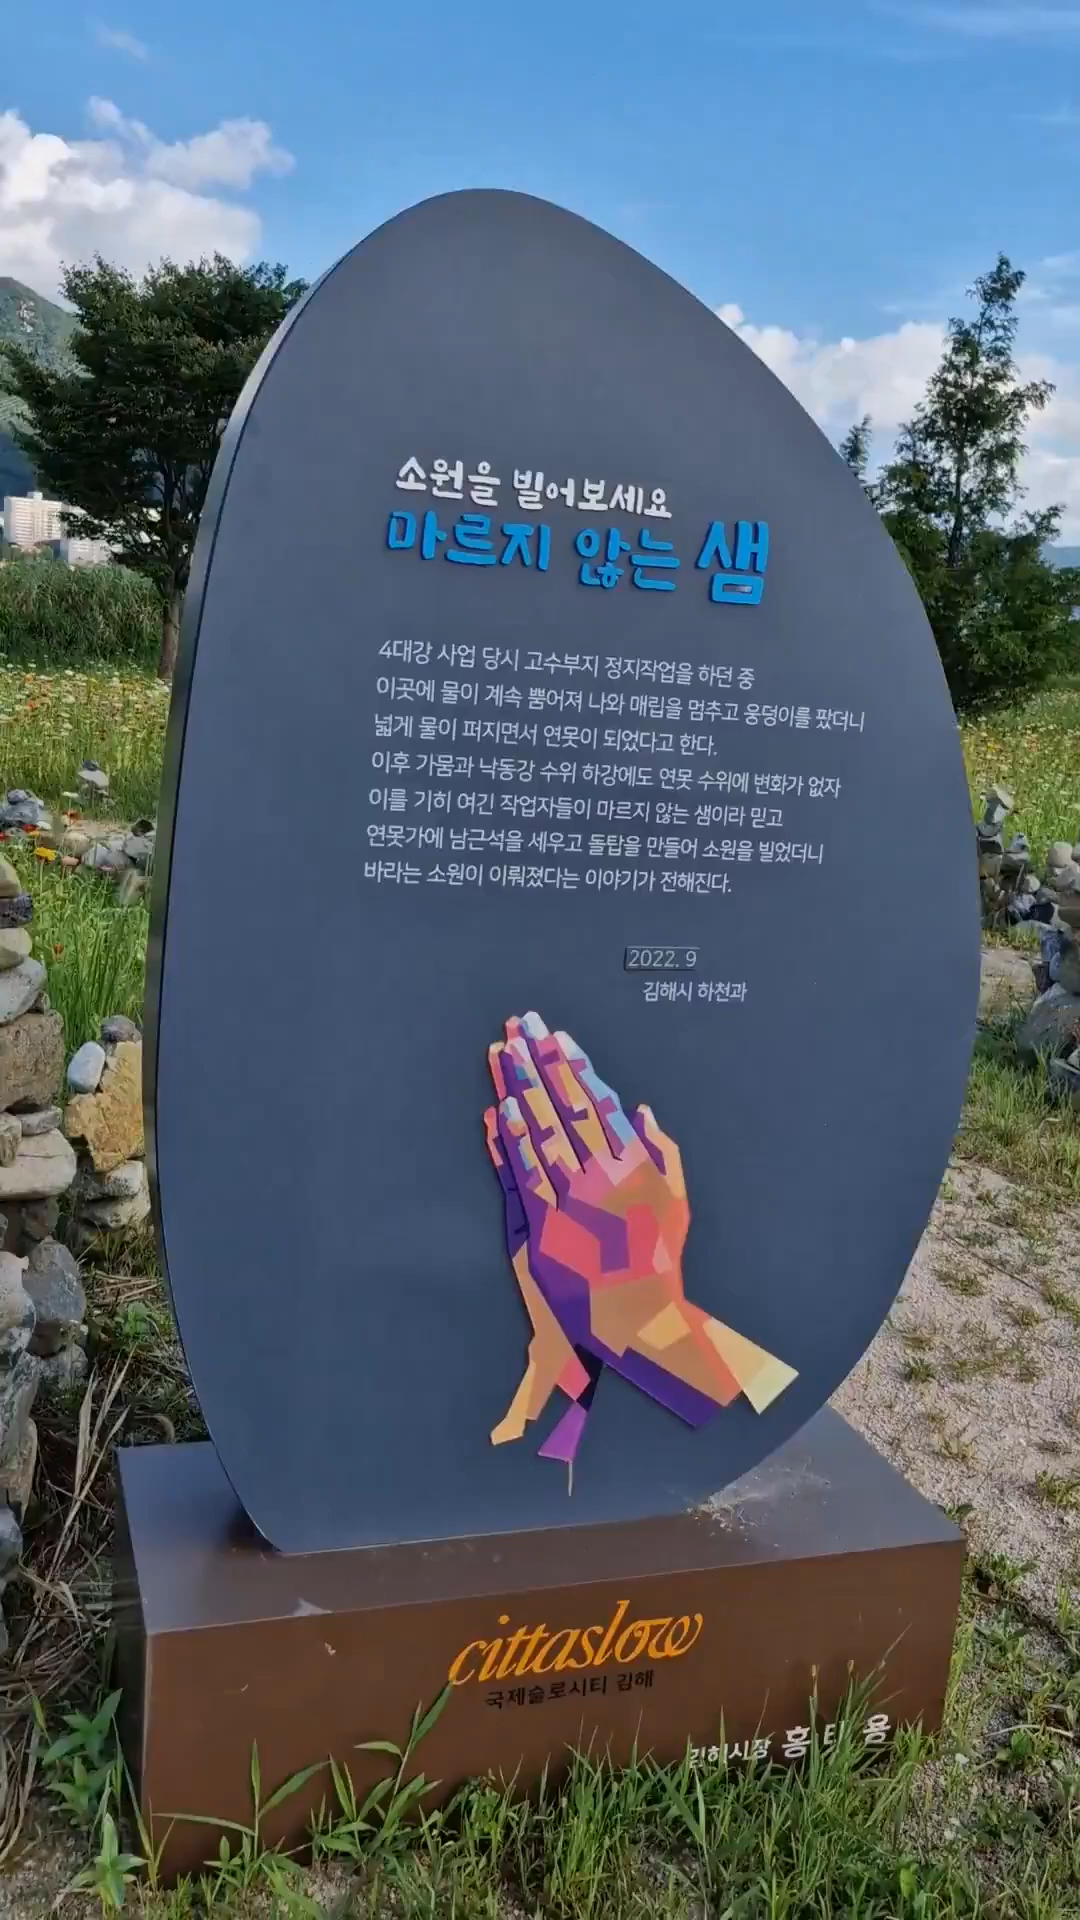 소원을 빌어보세요
마르지 않는 샘
4대강 사업 당시 고수부지 정지작업을 하던 중
이곳에 물이 계속 뿜어져 나와 매립을 멈추고 웅덩이를 팠더니
넓게 물이 퍼지면서 연못이 되었다고 한다.
이후 가뭄과 낙동강 수위 하강에도 연못 수위에 변화가 없자
이를 기히 여긴 작업자들이 마르지 않는 샘이라 믿고
연못가에 남근석을 세우고 돌탑을 만들어 소원을 빌었더니
바라는 소원이 이뤄졌다는 이야기가 전해진다.
2022. 9
김해시 하천과
cittaslow
국제슬로시티 김해
김해시장 홍태용